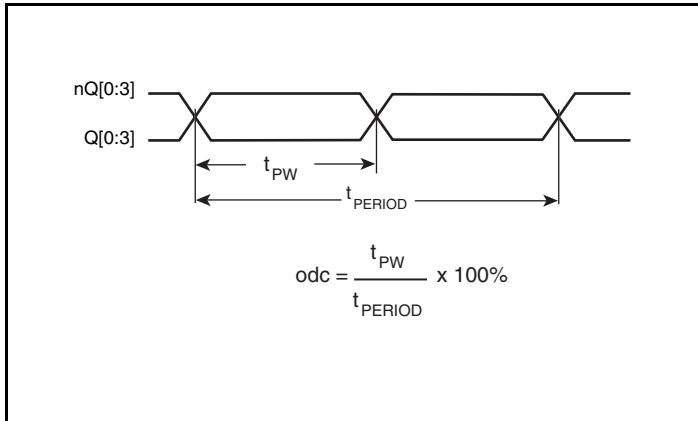 nQ[0:3]
Q[0:3]
tPW
tPERIOD
odc = tPW / tPERIOD x 100%